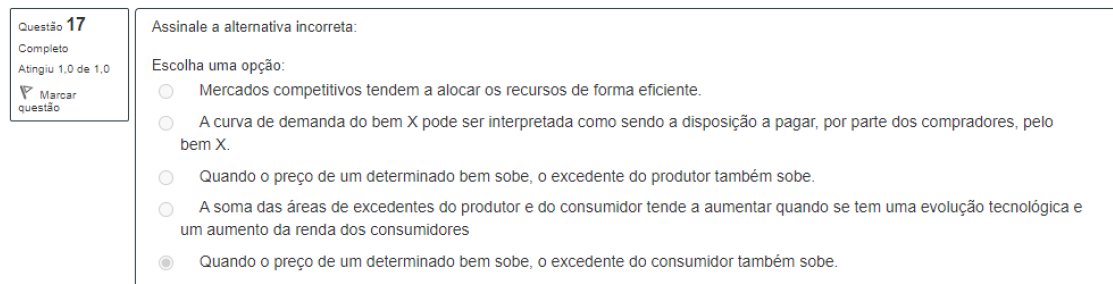 Questão 17
Completo
Atingiu 1,0 de 1,0
Marcar
questão
Assinale a alternativa incorreta:
Escolha uma opção:
Mercados competitivos tendem a alocar os recursos de forma eficiente.
A curva de demanda do bem X pode ser interpretada como sendo a disposição a pagar, por parte dos compradores, pelo
bem X.
Quando o preço de um determinado bem sobe, o excedente do produtor também sobe.
A soma das áreas de excedentes do produtor e do consumidor tende a aumentar quando se tem uma evolução tecnológica e
um aumento da renda dos consumidores
Quando o preço de um determinado bem sobe, o excedente do consumidor também sobe.